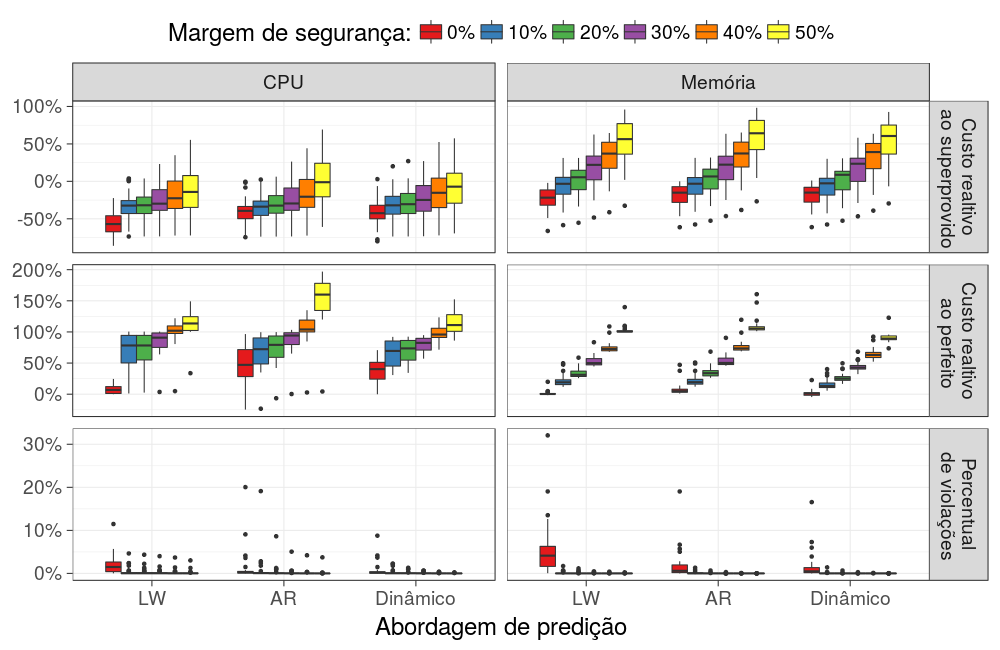 Margem de segurança: 0% 10% 20% 30% 40% 50%
CPU
Memória
100%
50%
0%
−50%
Custo realtivo
ao superprovido
200%
150%
100%
50%
0%
Custo realtivo
ao perfeito
30%
20%
10%
0%
Percentual
de violações
LW AR Dinâmico
LW AR Dinâmico
Abordagem de predição